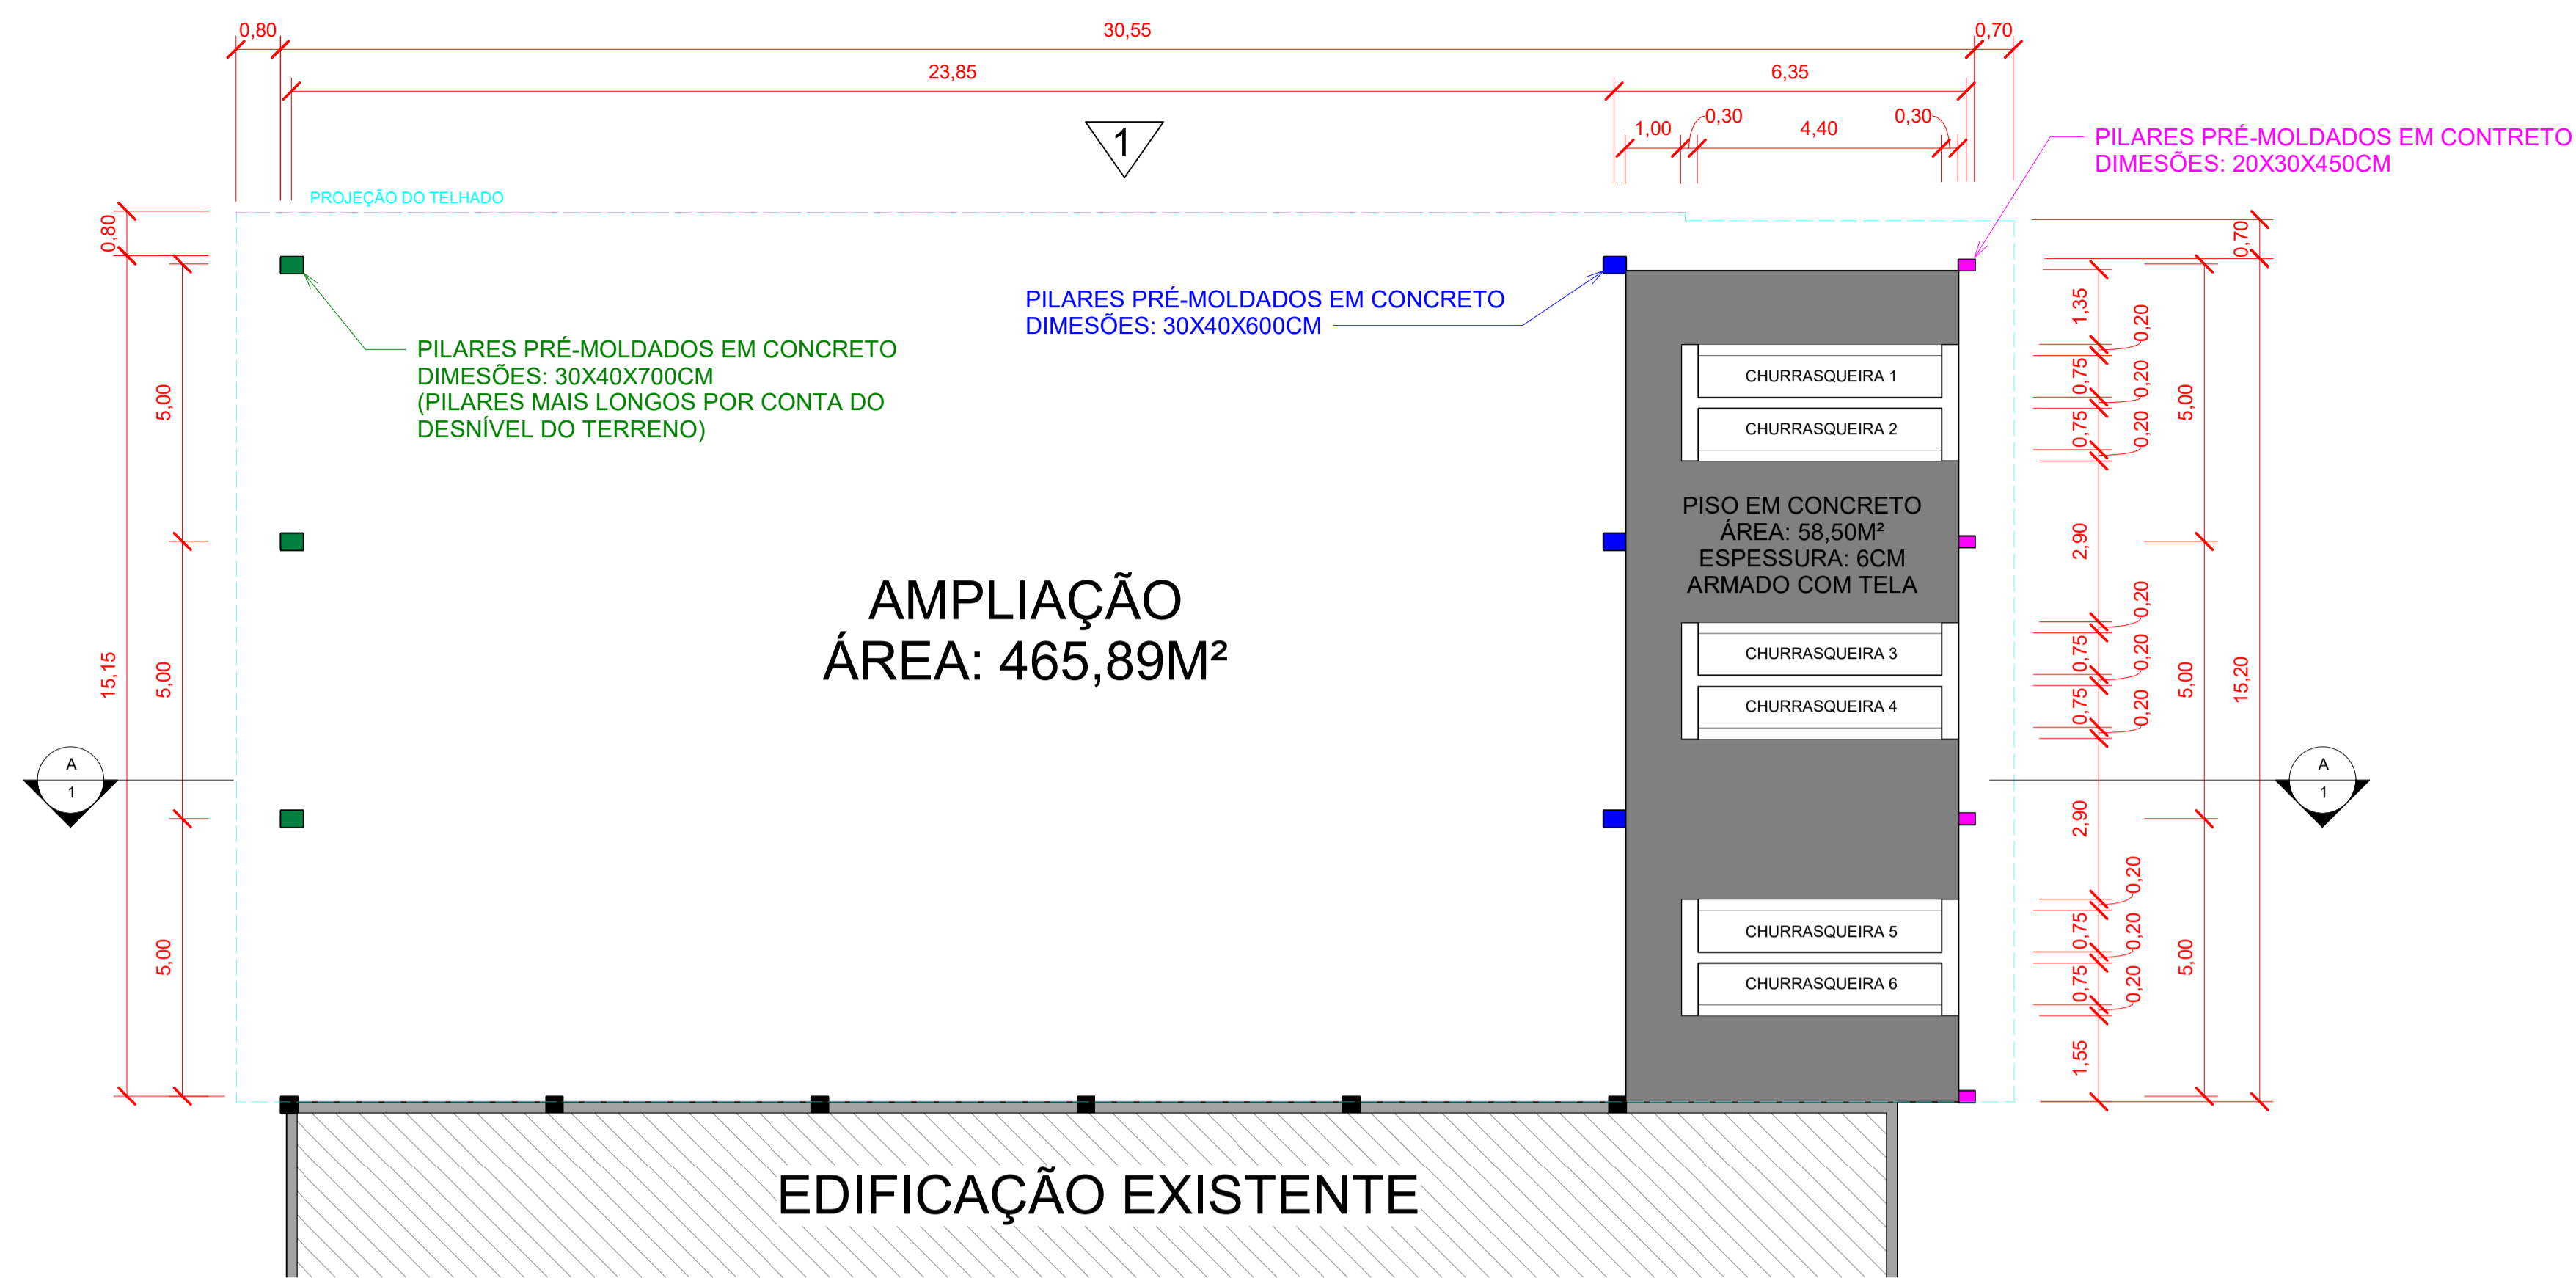 0,80
30,55
0,70
23,85
6,35
1,00
0,30
4,40
0,30
1
PILARES PRÉ-MOLDADOS EM CONTRETO
DIMESÕES: 20X30X450CM
PROJEÇÃO DO TELHADO
0,80
0,70
PILARES PRÉ-MOLDADOS EM CONCRETO
DIMESÕES: 30X40X600CM
PILARES PRÉ-MOLDADOS EM CONCRETO
DIMESÕES: 30X40X700CM
(PILARES MAIS LONGOS POR CONTA DO
DESNÍVEL DO TERRENO)
5,00
5,00
5,00
15,15
CHURRASQUEIRA 1
CHURRASQUEIRA 2
PISO EM CONCRETO
ÁREA: 58,50M²
ESPESSURA: 6CM
ARMADO COM TELA
AMPLIAÇÃO
ÁREA: 465,89M²
CHURRASQUEIRA 3
CHURRASQUEIRA 4
CHURRASQUEIRA 5
CHURRASQUEIRA 6
1,35
0,20
0,75
0,20
0,75
0,20
2,90
0,20
0,75
0,20
0,75
0,20
2,90
0,20
0,75
0,20
0,75
0,20
1,55
5,00
5,00
5,00
15,20
A
1
A
1
EDIFICAÇÃO EXISTENTE